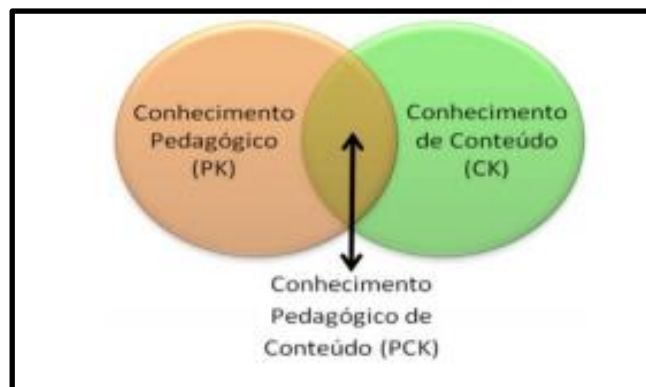 Conhecimento
Pedagógico
(PK)
Conhecimento
de Conteúdo
(CK)
Conhecimento
Pedagógico de
Conteúdo (PCK)